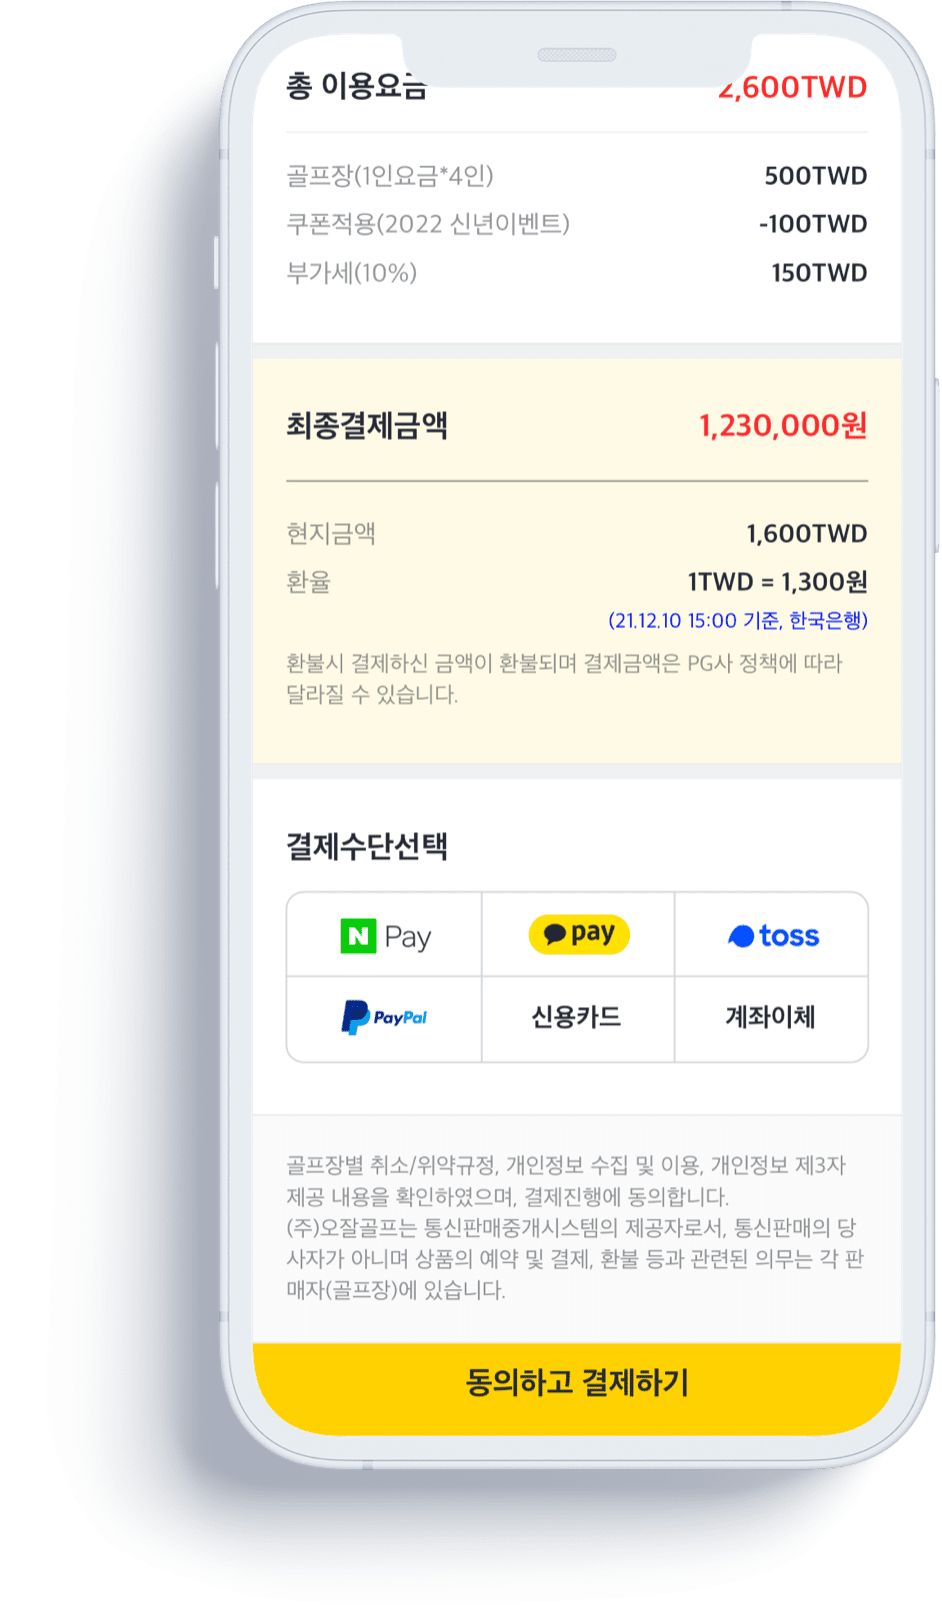 총 이용요금 2,600TWD
골프장(1인요금*4인) 500TWD
쿠폰적용(2022 신년이벤트) -100TWD
부가세(10%) 150TWD
최종결제금액 1,230,000원
현지금액 1,600TWD
환율 1TWD = 1,300원
(21.12.10 15:00 기준, 한국은행)
환불시 결제하신 금액이 환불되며 결제금액은 PG사 정책에 따라
달라질 수 있습니다.
결제수단선택
N Pay pay toss
PayPal 신용카드 계좌이체
골프장별 취소/위약규정, 개인정보 수집 및 이용, 개인정보 제3자
제공 내용을 확인하였으며, 결제진행에 동의합니다.
(주)오잘골프는 통신판매중개시스템의 제공자로서, 통신판매의 당
사자가 아니며 상품의 예약 및 결제, 환불 등과 관련된 의무는 각 판
매자(골프장)에 있습니다.
동의하고 결제하기